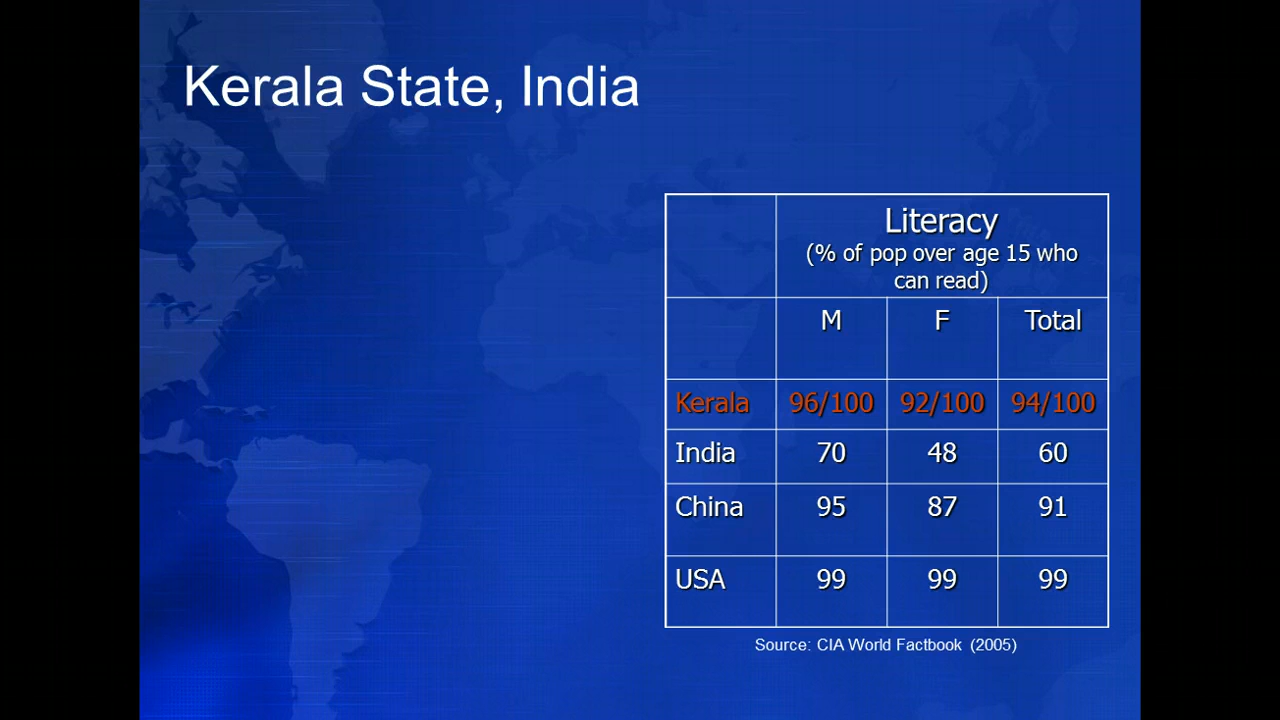 Kerala State, India
Literacy
(% of pop over age 15 who
can read)
M F Total
Kerala 96/100 92/100 94/100
India 70 48 60
China 95 87 91
USA 99 99 99
Source: CIA World Factbook (2005)